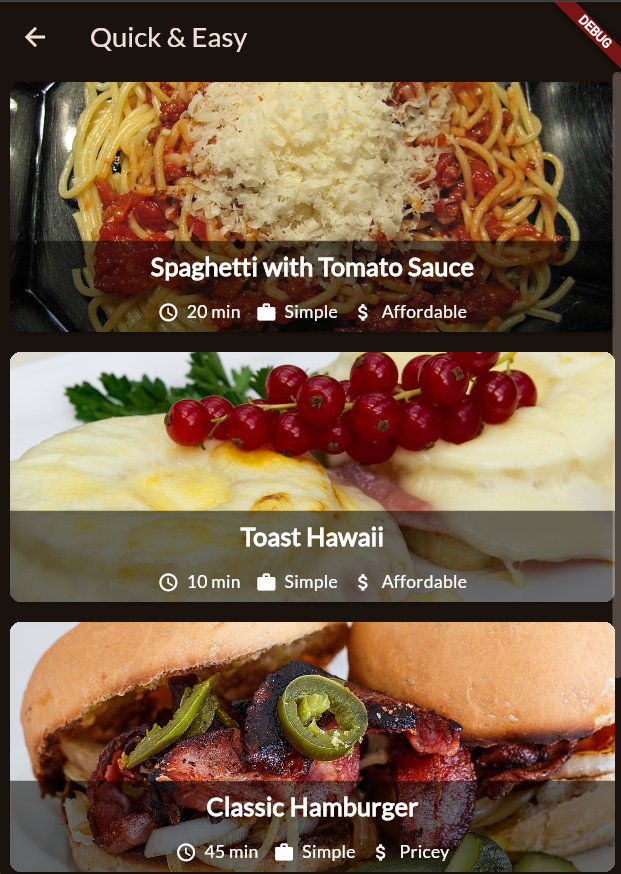 Quick & Easy
DEBUG
Spaghetti with Tomato Sauce
20 min Simple $ Affordable
Toast Hawaii
10 min Simple $ Affordable
Classic Hamburger
45 min Simple $ Pricey